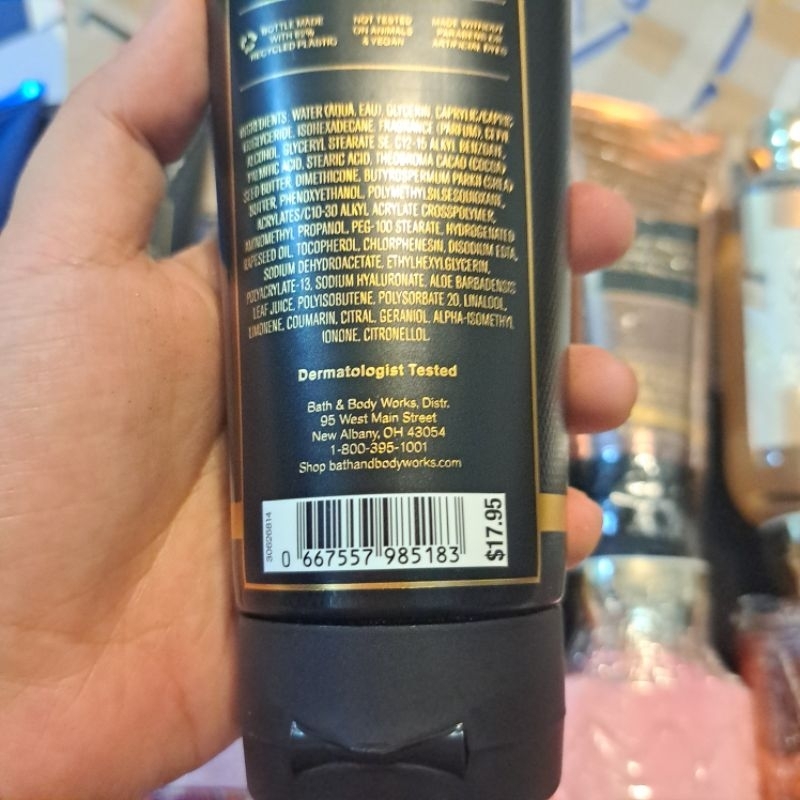 BOTTLE MADE
WITH 92%
RECYCLED PLASTIC
NOT TESTED
ON ANIMALS
& VEGAN
MADE WITHOUT
PARABENS OR
ARTIFICIAL DYES
INGREDIENTS: WATER (AQUA, EAU), GLYCERIN, CAPRYLIC/CAPRIC
TRIGLYCERIDE, ISOHEXADECANE, FRAGRANCE (PARFUM), CETYL
ALCOHOL, GLYCERYL STEARATE SE, C12-15 ALKYL BENZOATE,
PALMITIC ACID, STEARIC ACID, THEOBROMA CACAO (COCOA)
SEED BUTTER, DIMETHICONE, BUTYROSPERMUM PARKII (SHEA)
BUTTER, PHENOXYETHANOL, POLYMETHYLSILSESQUIOXANE,
ACRYLATES/C10-30 ALKYL ACRYLATE CROSSPOLYMER,
AMINOMETHYL PROPANOL, PEG-100 STEARATE, HYDROGENATED
RAPESEED OIL, TOCOPHEROL, CHLORPHENESIN, DISODIUM EDTA,
SODIUM DEHYDROACETATE, ETHYLHEXYLGLYCERIN,
POLYACRYLATE-13, SODIUM HYALURONATE, ALOE BARBADENSIS
LEAF JUICE, POLYISOBUTENE, POLYSORBATE 20, LINALOOL,
LIMONENE, COUMARIN, CITRAL, GERANIOL, ALPHA-ISOMETHYL
IONONE, CITRONELLOL.
Dermatologist Tested
Bath & Body Works, Distr.
95 West Main Street
New Albany, OH 43054
1-800-395-1001
Shop bathandbodyworks.com
30626814
0 667557 985183
$17.95